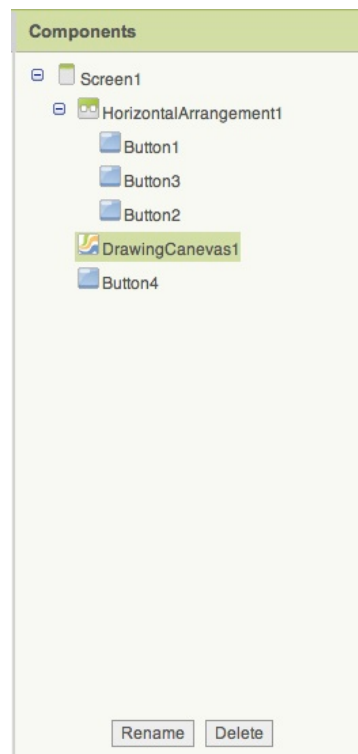 Components
Screen1
HorizontalArrangement1
Button1
Button3
Button2
DrawingCanevas1
Button4
Rename Delete